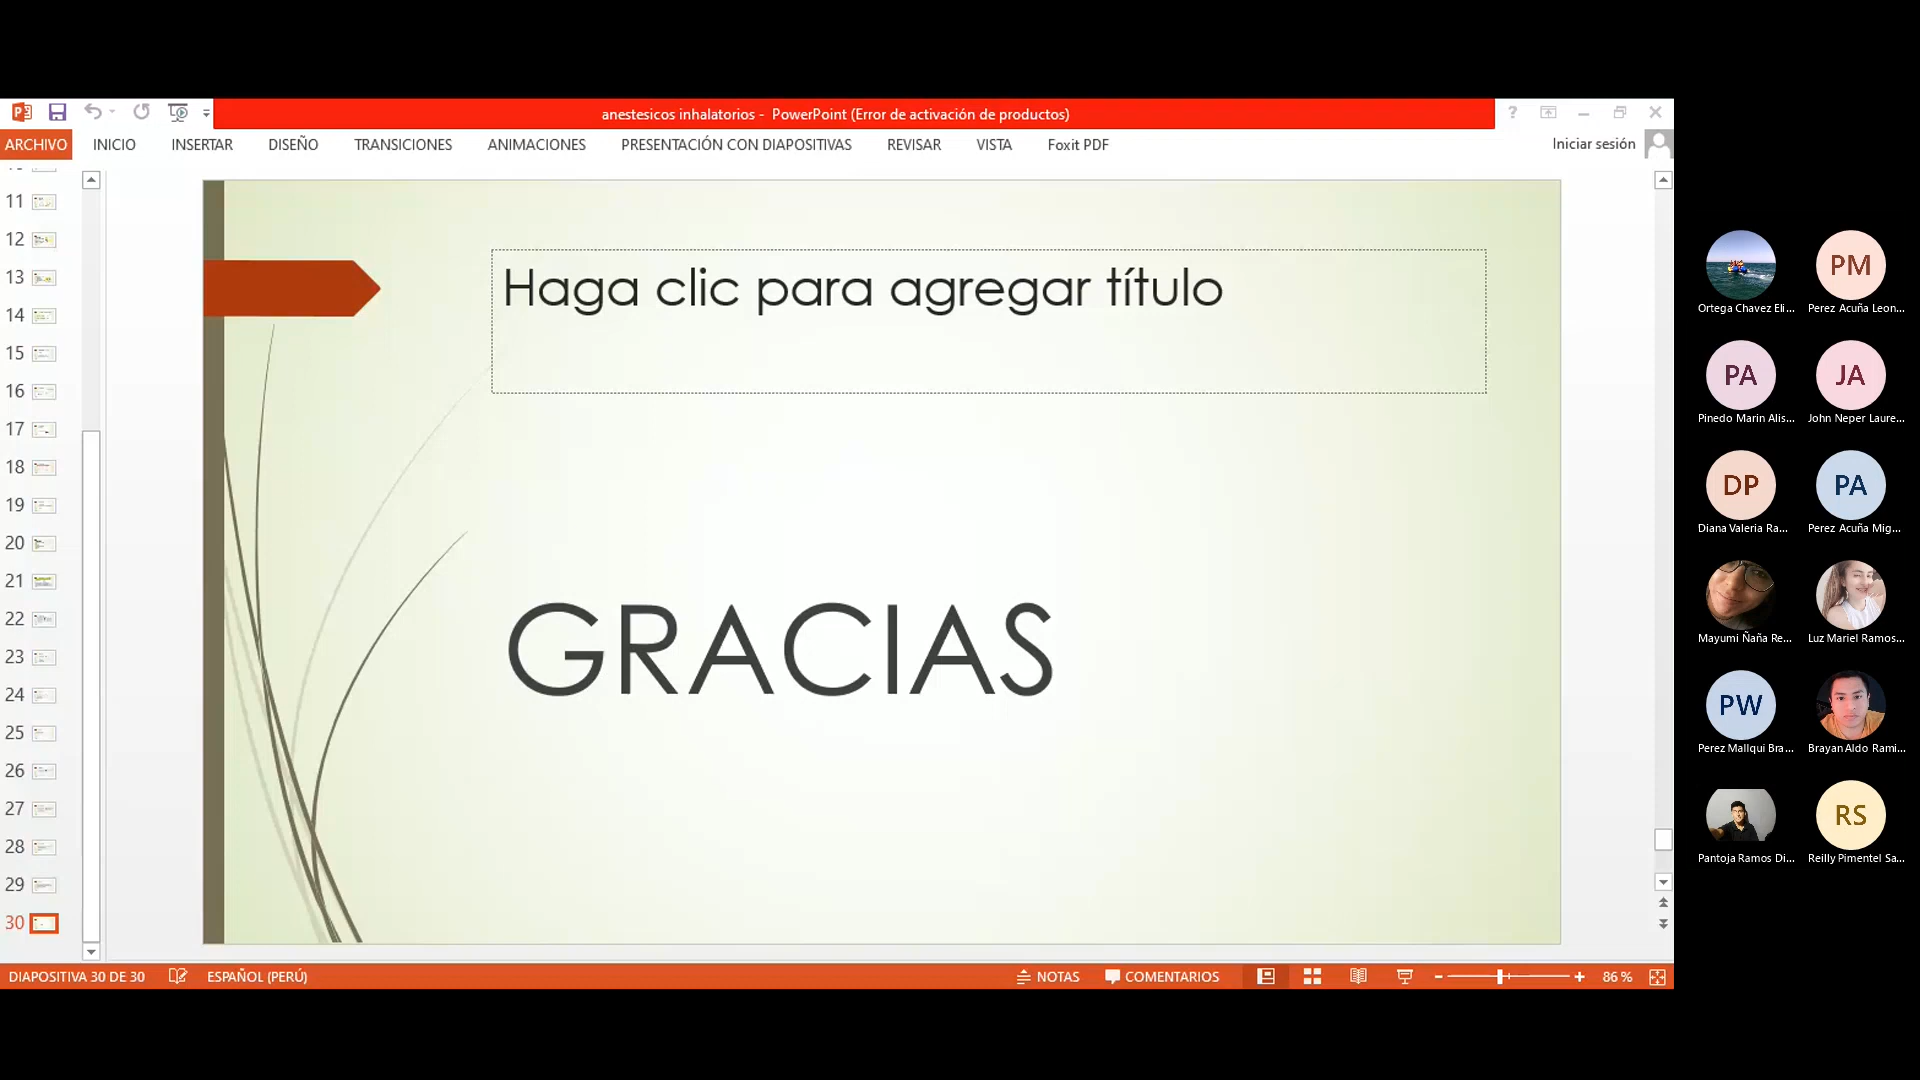 anestesicos inhalatorios - PowerPoint (Error de activación de productos)
ARCHIVO INICIO INSERTAR DISEÑO TRANSICIONES ANIMACIONES PRESENTACIÓN CON DIAPOSITIVAS REVISAR VISTA Foxit PDF Iniciar sesión
11
12
13
14
15
16
17
18
19
20
21
22
23
24
25
26
27
28
29
30
Haga clic para agregar título
GRACIAS
DIAPOSITIVA 30 DE 30 ESPAÑOL (PERÚ) NOTAS COMENTARIOS 86 %
PM
Ortega Chavez Eli... Perez Acuña Leon...
PA JA
Pinedo Marin Alis... John Neper Laure...
DP PA
Diana Valeria Ra... Perez Acuña Mig...
Mayumi Ñaña Re... Luz Mariel Ramos...
PW
Perez Mallqui Bra... Brayan Aldo Rami...
RS
Pantoja Ramos Di... Reilly Pimentel Sa...